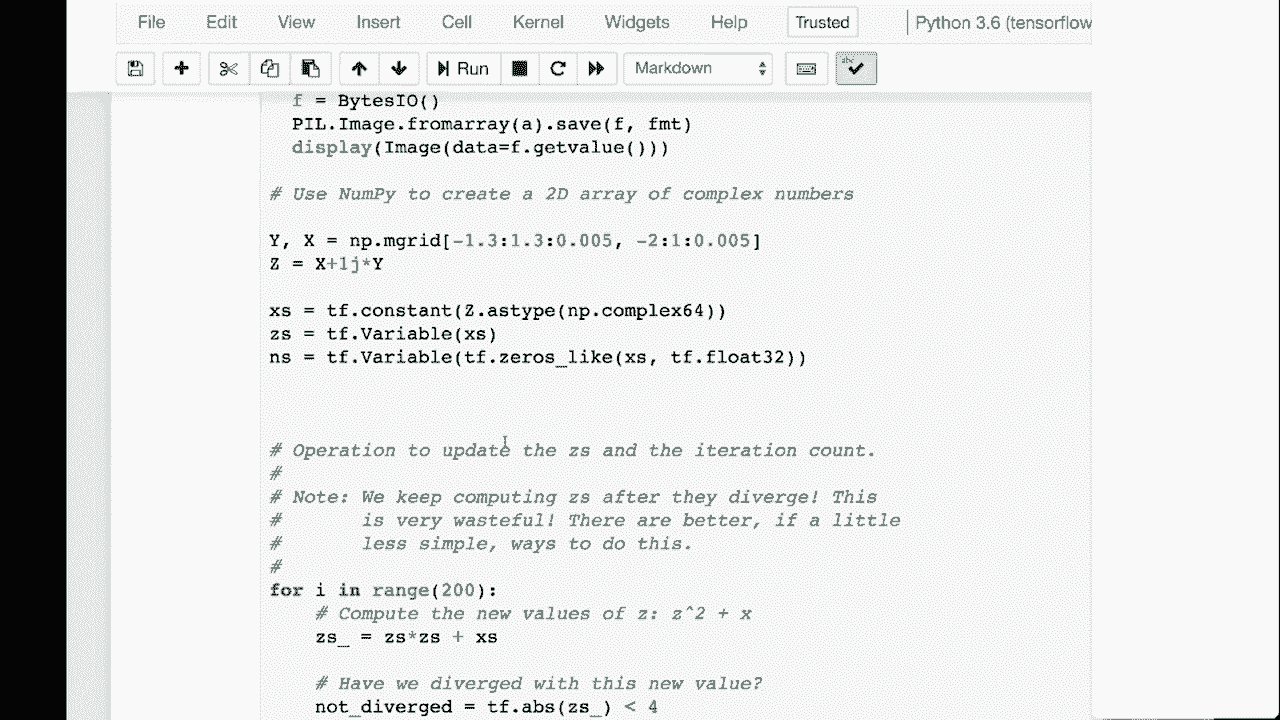 File Edit View Insert Cell Kernel Widgets Help Trusted Python 3.6 (tensorflow
Run Markdown abc
f = BytesIO()
PIL.Image.fromarray(a).save(f, fmt)
display(Image(data=f.getvalue()))
# Use NumPy to create a 2D array of complex numbers
Y, X = np.mgrid[-1.3:1.3:0.005, -2:1:0.005]
Z = X+1j*Y
xs = tf.constant(Z.astype(np.complex64))
zs = tf.Variable(xs)
ns = tf.Variable(tf.zeros_like(xs, tf.float32))
# Operation to update the zs and the iteration count.
#
# Note: We keep computing zs after they diverge! This
#       is very wasteful! There are better, if a little
#       less simple, ways to do this.
#
for i in range(200):
    # Compute the new values of z: z^2 + x
    zs_ = zs*zs + xs
    # Have we diverged with this new value?
    not_diverged = tf.abs(zs_) < 4